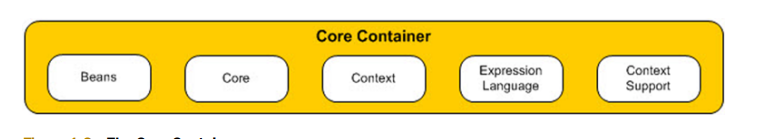 Core Container
Beans
Core
Context
Expression
Language
Context
Support